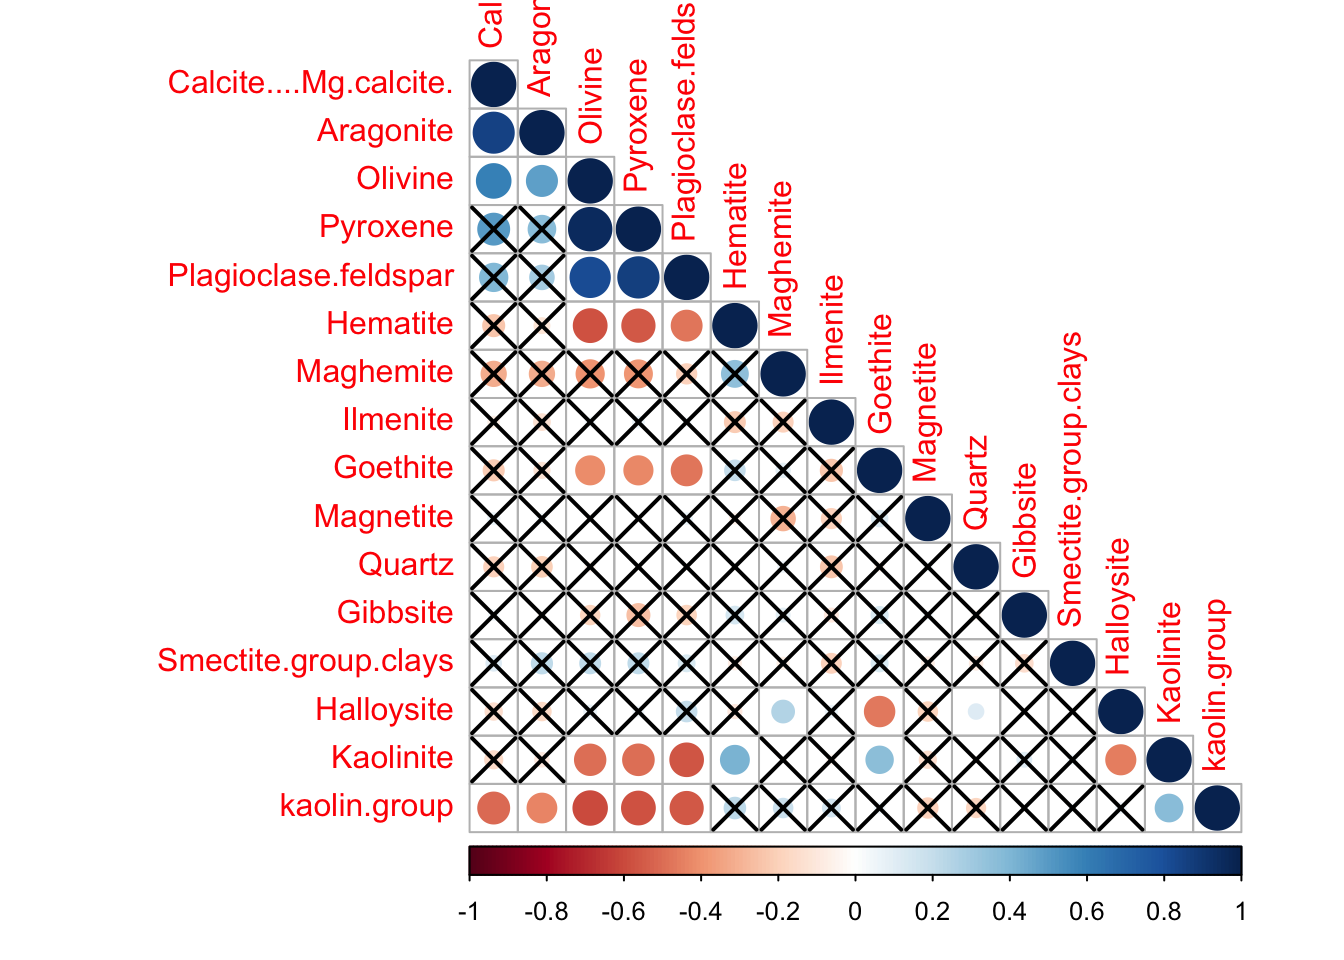 Cal
Aragon
Olivine
Pyroxene
Plagioclase.felds
Hematite
Maghemite
Ilmenite
Goethite
Magnetite
Quartz
Gibbsite
Smectite.group.clays
Halloysite
Kaolinite
kaolin.group
Calcite....Mg.calcite.
Aragonite
Olivine
Pyroxene
Plagioclase.feldspar
Hematite
Maghemite
Ilmenite
Goethite
Magnetite
Quartz
Gibbsite
Smectite.group.clays
Halloysite
Kaolinite
kaolin.group
-1 -0.8 -0.6 -0.4 -0.2 0 0.2 0.4 0.6 0.8 1